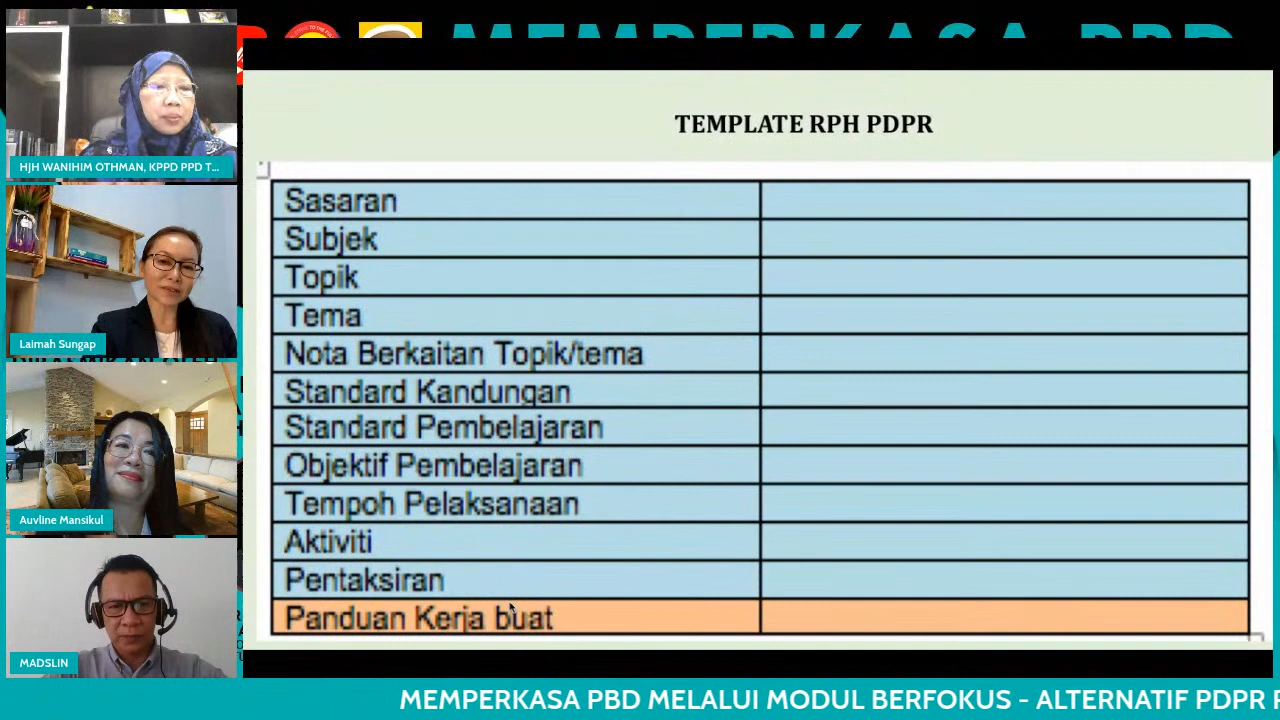 MEMPERKASA PBD
HJH WANIHIM OTHMAN, KPPD PPD T...
Laimah Sungap
Auvline Mansikul
MADSLIN
TEMPLATE RPH PDPR
Sasaran
Subjek
Topik
Tema
Nota Berkaitan Topik/tema
Standard Kandungan
Standard Pembelajaran
Objektif Pembelajaran
Tempoh Pelaksanaan
Aktiviti
Pentaksiran
Panduan Kerja buat
MEMPERKASA PBD MELALUI MODUL BERFOKUS - ALTERNATIF PDPR